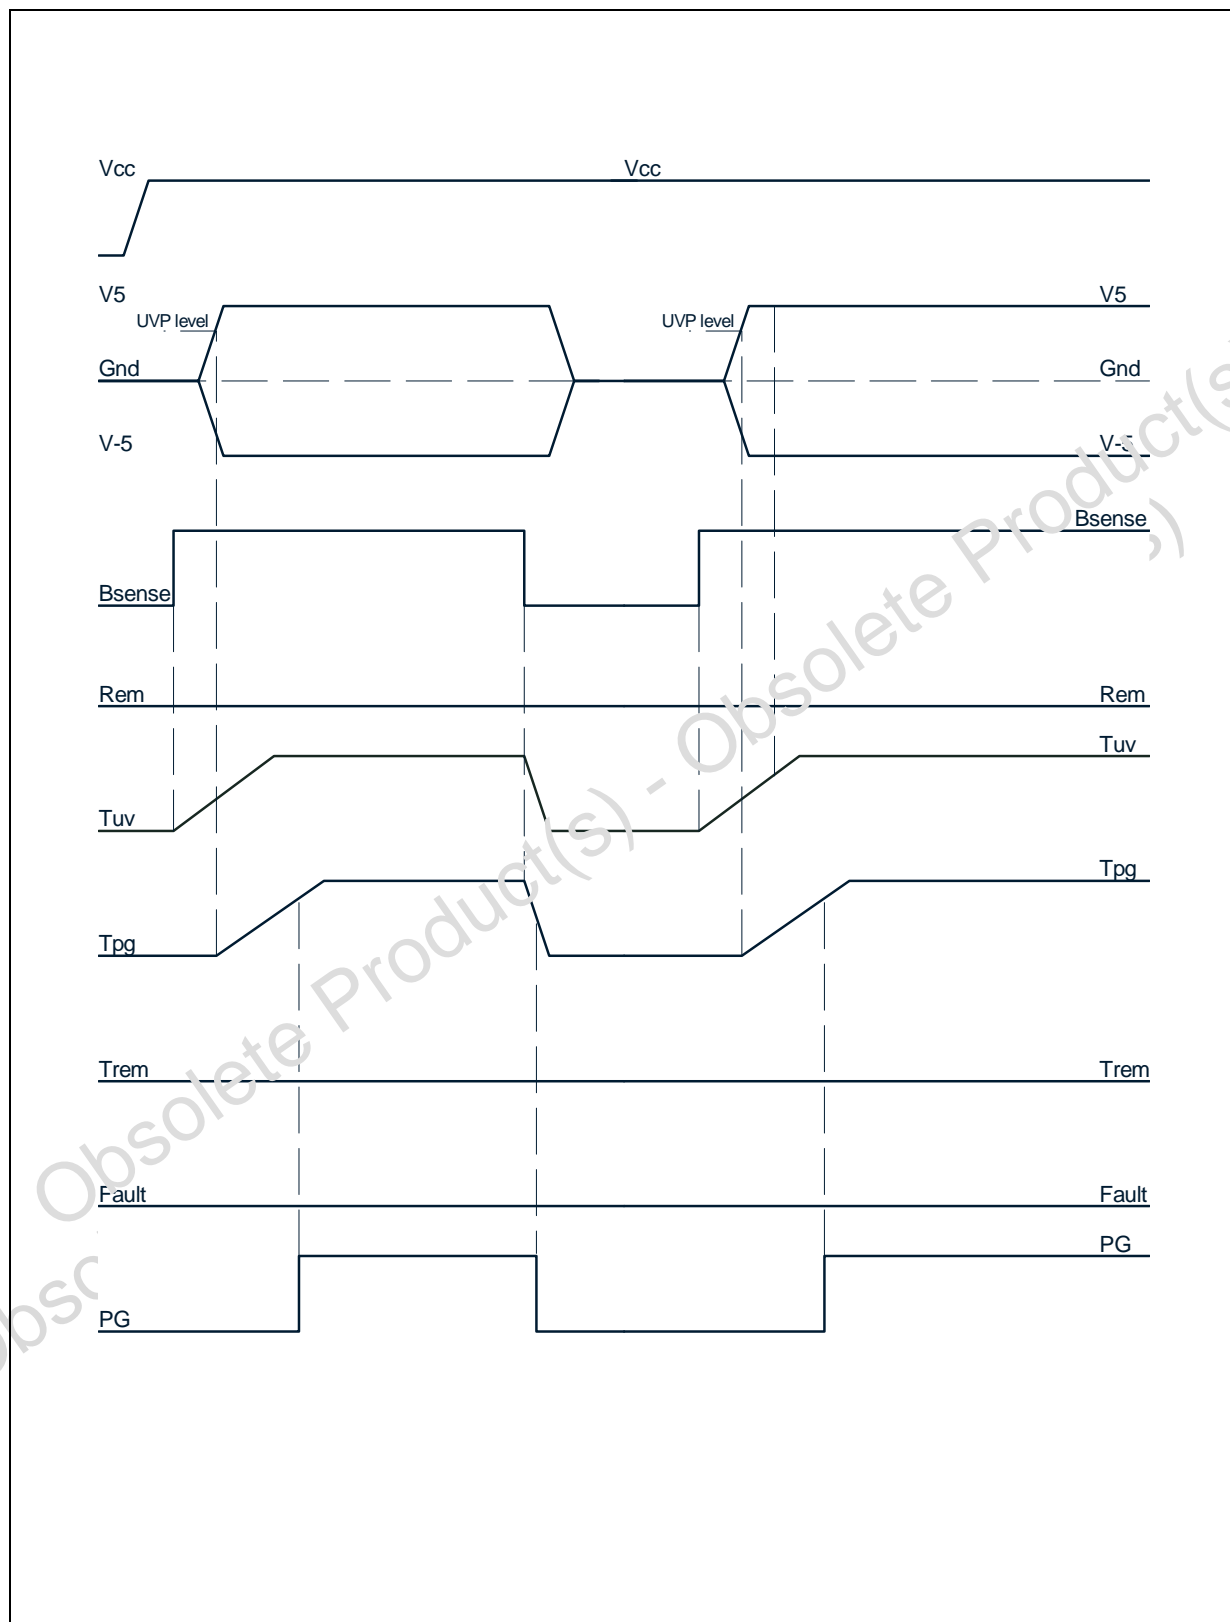 Vcc Vcc
V5 V5
UVP level UVP level
Gnd Gnd
V-5 V-5
Bsense
Bsense
Rem Rem
Tuv
Tuv
Tpg
Tpg
Trem Trem
Fault Fault
PG
PG
Obsolete Product(s) - Obsolete Product(s)